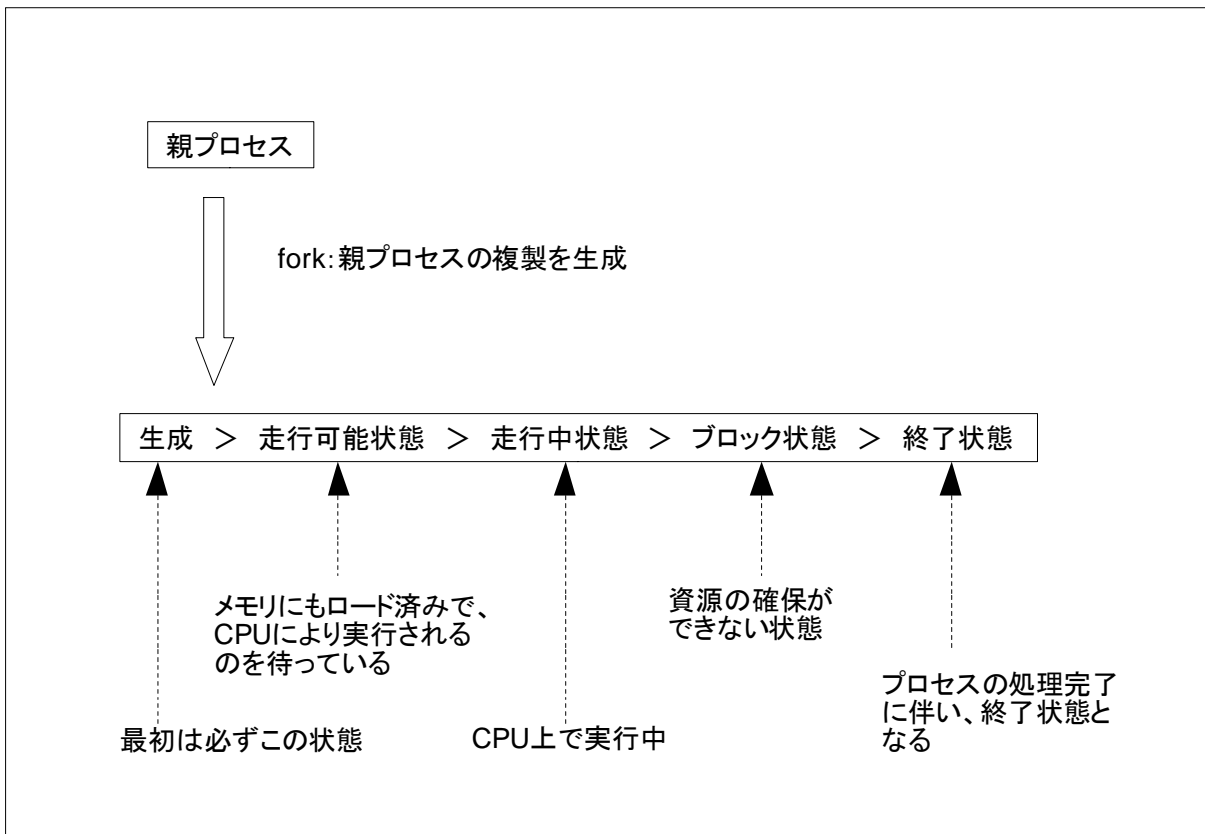 親プロセス
fork：親プロセスの複製を生成
生成 ＞ 走行可能状態 ＞ 走行中状態 ＞ ブロック状態 ＞ 終了状態
メモリにもロード済みで、
CPUにより実行される
のを待っている
資源の確保が
できない状態
プロセスの処理完了
に伴い、終了状態と
なる
最初は必ずこの状態
CPU上で実行中